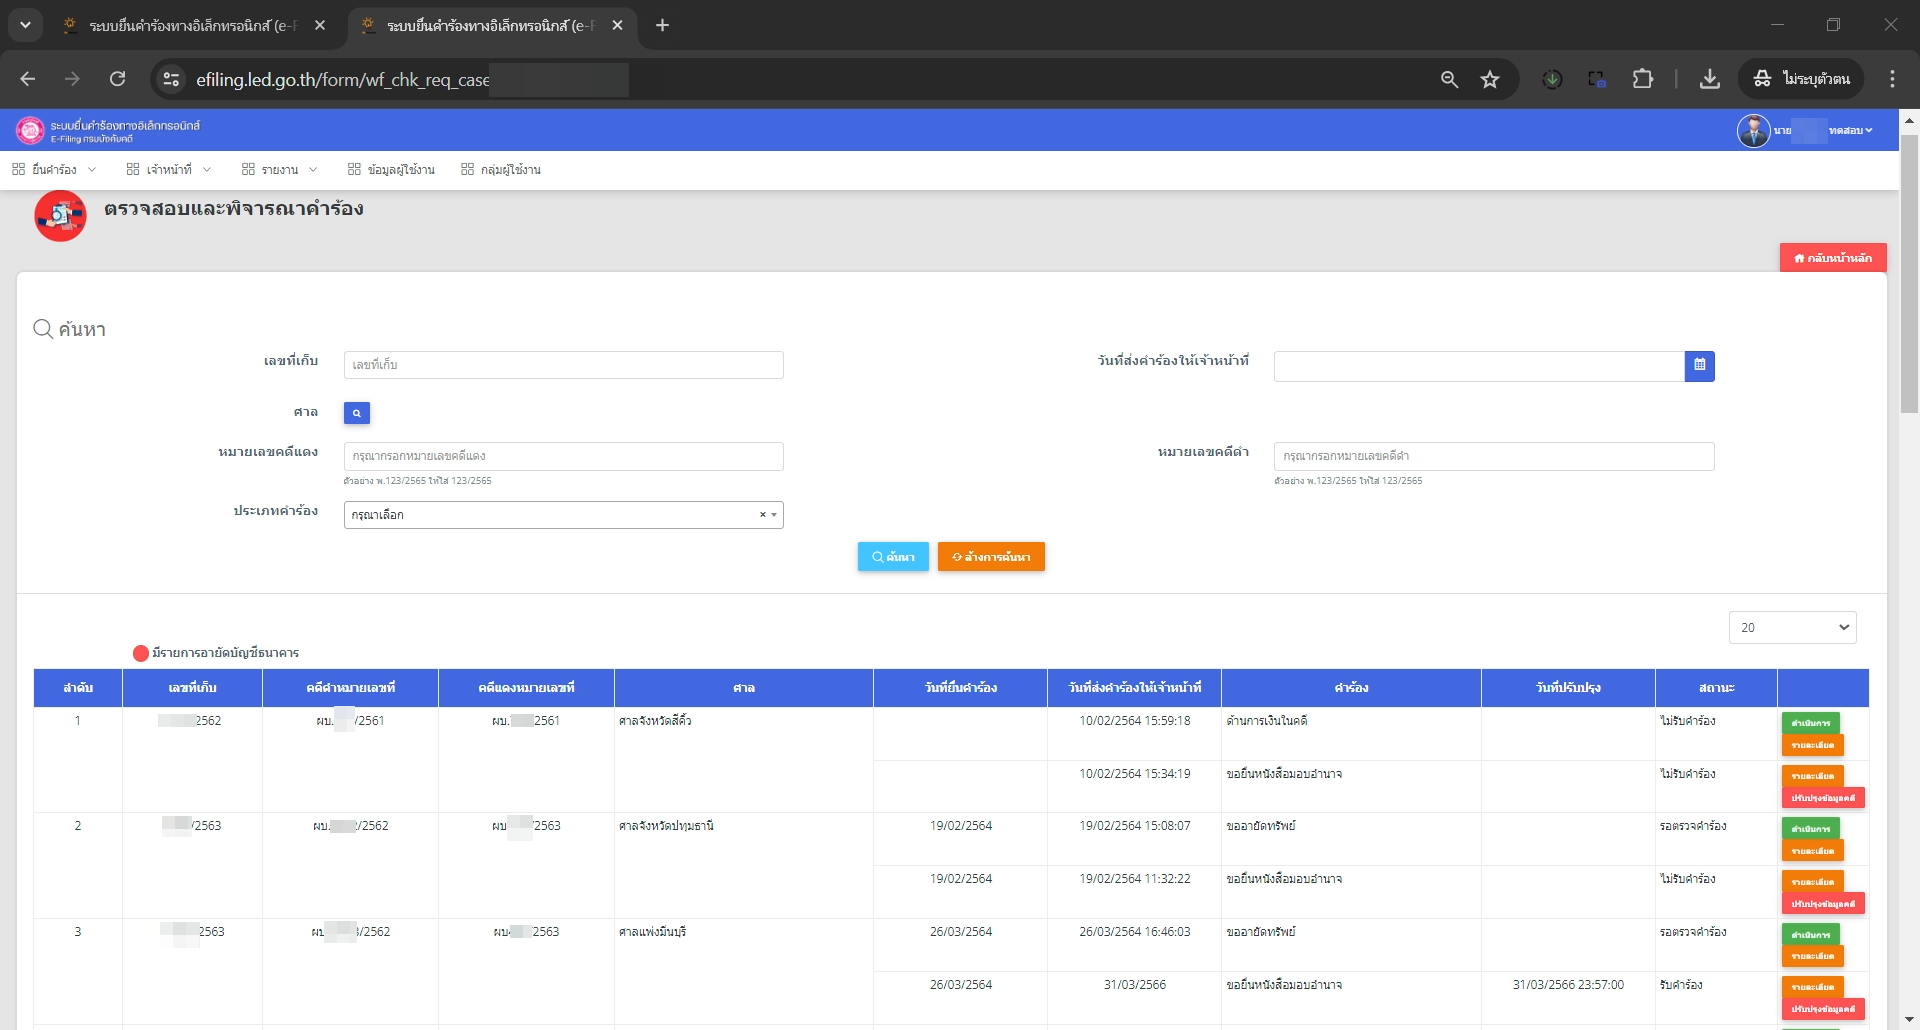 ระบบยื่นคำร้องทางอิเล็กทรอนิกส์ (e-F
ระบบยื่นคำร้องทางอิเล็กทรอนิกส์ (e-F
efiling.led.go.th/form/wf_chk_req_case
ไม่ระบุตัวตน
ระบบยื่นคำร้องทางอิเล็กทรอนิกส์
E-Filing กรมบังคับคดี
นาย ทดสอบ
ยื่นคำร้อง เจ้าหน้าที่ รายงาน ข้อมูลผู้ใช้งาน กลุ่มผู้ใช้งาน
ตรวจสอบและพิจารณาคำร้อง
กลับหน้าหลัก
ค้นหา
เลขที่เก็บ เลขที่เก็บ วันที่ส่งคำร้องให้เจ้าหน้าที่
ศาล
หมายเลขคดีแดง กรุณากรอกหมายเลขคดีแดง หมายเลขคดีดำ กรุณากรอกหมายเลขคดีดำ
ตัวอย่าง พ.123/2565 ให้ใส่ 123/2565 ตัวอย่าง พ.123/2565 ให้ใส่ 123/2565
ประเภทคำร้อง กรุณาเลือก ×
ค้นหา ล้างการค้นหา
20
มีรายการอายัดบัญชีธนาคาร
ลำดับ เลขที่เก็บ คดีดำหมายเลขที่ คดีแดงหมายเลขที่ ศาล วันที่ยื่นคำร้อง วันที่ส่งคำร้องให้เจ้าหน้าที่ คำร้อง วันที่ปรับปรุง สถานะ
1 2562 ผบ. /2561 ผบ. 2561 ศาลจังหวัดสีคิ้ว 10/02/2564 15:59:18 ด้านการเงินในคดี ไม่รับคำร้อง ดำเนินการ
รายละเอียด
10/02/2564 15:34:19 ขอยื่นหนังสือมอบอำนาจ ไม่รับคำร้อง รายละเอียด
ปรับปรุงข้อมูลคดี
2 /2563 ผบ. /2562 ผบ /2563 ศาลจังหวัดปทุมธานี 19/02/2564 19/02/2564 15:08:07 ขออายัดทรัพย์ รอตรวจคำร้อง ดำเนินการ
รายละเอียด
19/02/2564 19/02/2564 11:32:22 ขอยื่นหนังสือมอบอำนาจ ไม่รับคำร้อง รายละเอียด
ปรับปรุงข้อมูลคดี
3 2563 ผบ /2562 ผบ 2563 ศาลแพ่งมีนบุรี 26/03/2564 26/03/2564 16:46:03 ขออายัดทรัพย์ รอตรวจคำร้อง ดำเนินการ
รายละเอียด
26/03/2564 31/03/2566 ขอยื่นหนังสือมอบอำนาจ 31/03/2566 23:57:00 รับคำร้อง รายละเอียด
ปรับปรุงข้อมูลคดี